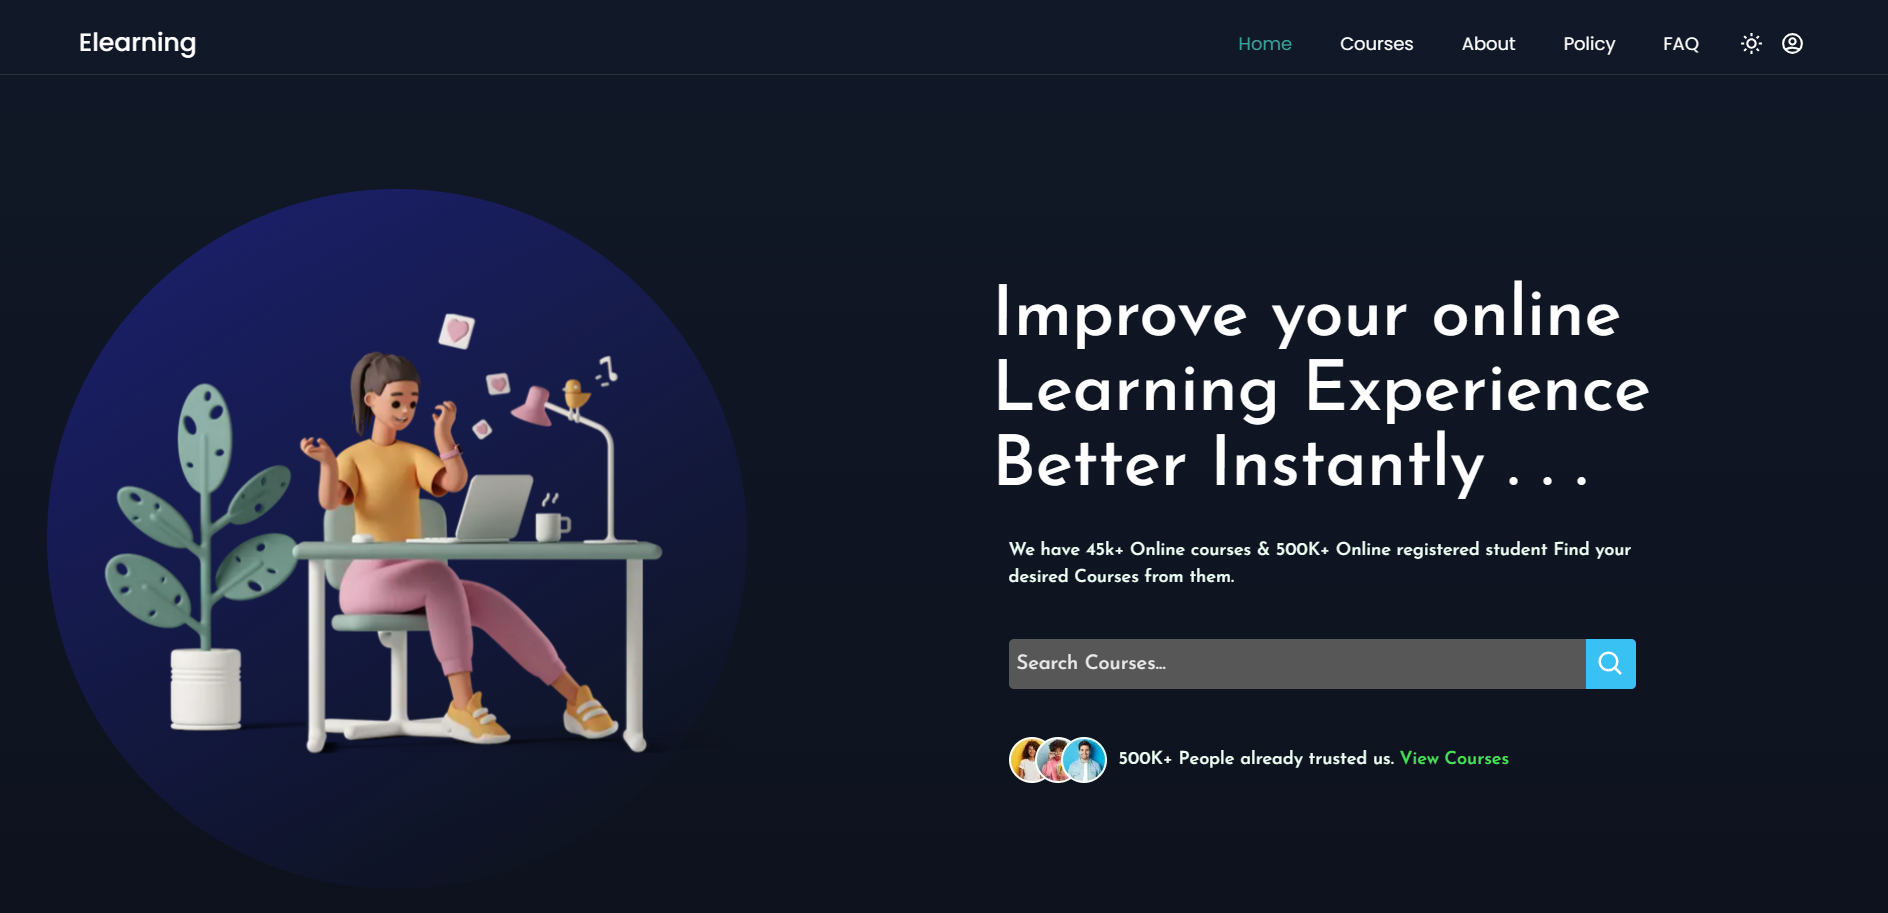 Elearning
Home Courses About Policy FAQ
Improve your online
Learning Experience
Better Instantly . . .
We have 45k+ Online courses & 500K+ Online registered student Find your
desired Courses from them.
Search Courses...
500K+ People already trusted us. View Courses